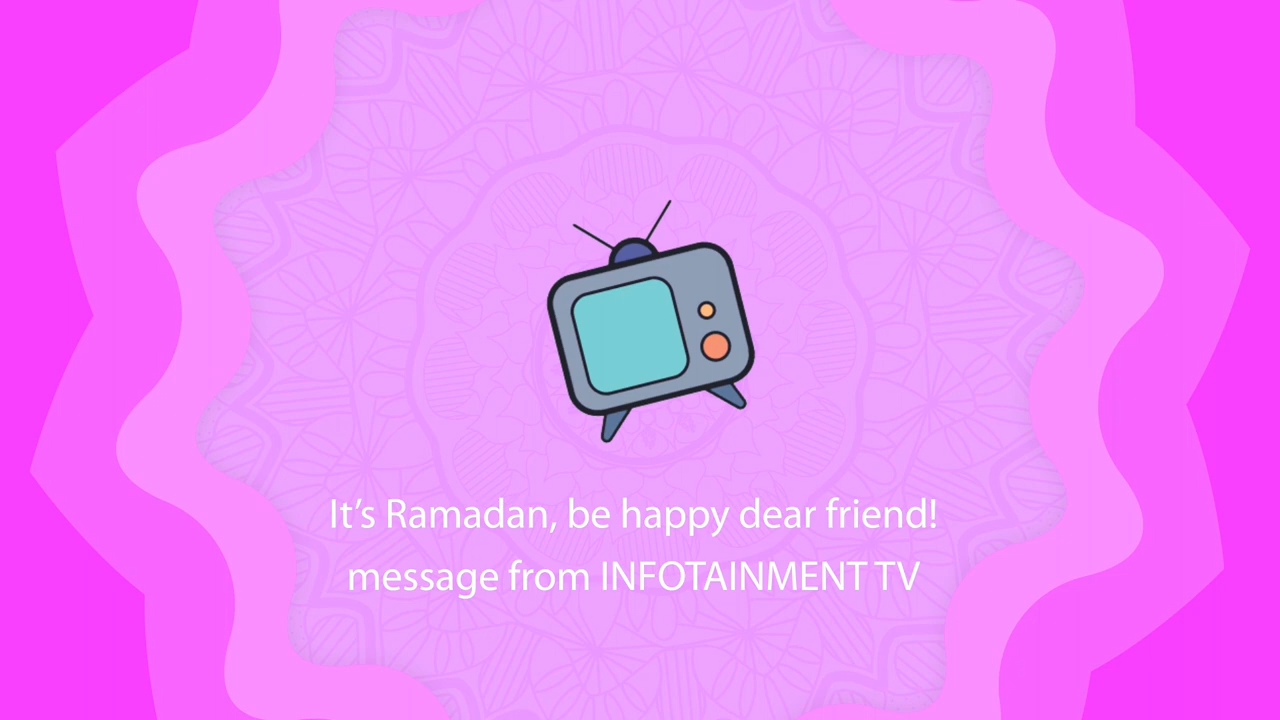 It’s Ramadan, be happy dear friend!
message from INFOTAINMENT TV